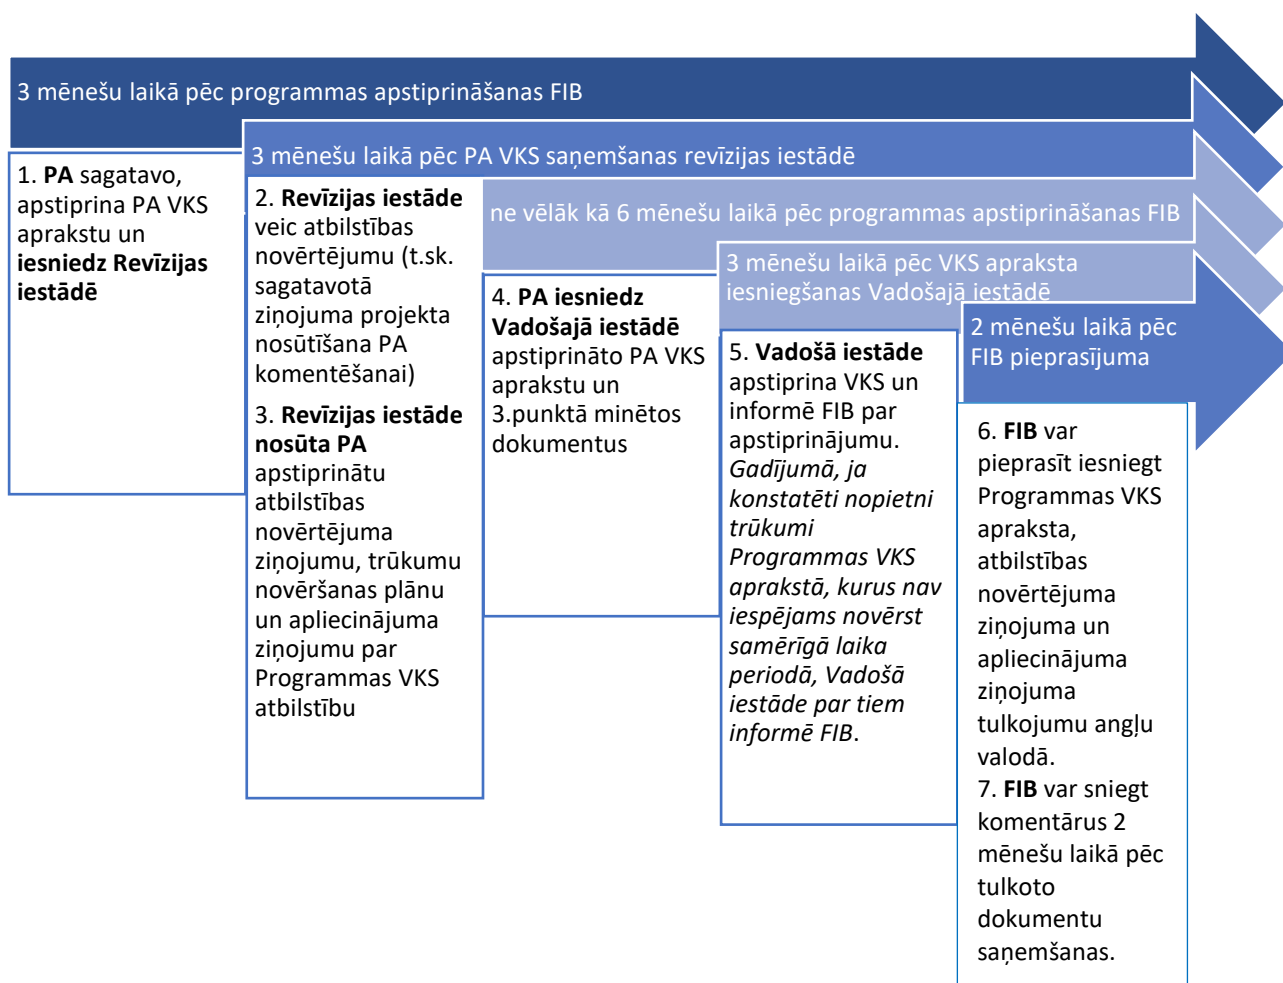 3 mēnešu laikā pēc programmas apstiprināšanas FIB
1. PA sagatavo,
apstiprina PA VKS
aprakstu un
iesniedz Revīzijas
iestādē
3 mēnešu laikā pēc PA VKS saņemšanas revīzijas iestādē
2. Revīzijas iestāde
veic atbilstības
novērtējumu (t.sk.
sagatavotā
ziņojuma projekta
nosūtīšana PA
komentēšanai)
3. Revīzijas iestāde
nosūta PA
apstiprinātu
atbilstības
novērtējuma
ziņojumu, trūkumu
novēršanas plānu
un apliecinājuma
ziņojumu par
Programmas VKS
atbilstību
ne vēlāk kā 6 mēnešu laikā pēc programmas apstiprināšanas FIB
4. PA iesniedz
Vadošajā iestādē
apstiprināto PA VKS
aprakstu un
3.punktā minētos
dokumentus
3 mēnešu laikā pēc VKS apraksta
iesniegšanas Vadošajā iestādē
5. Vadošā iestāde
apstiprina VKS un
informē FIB par
apstiprinājumu.
Gadījumā, ja
konstatēti nopietni
trūkumi
Programmas VKS
aprakstā, kurus nav
iespējams novērst
samērīgā laika
periodā, Vadošā
iestāde par tiem
informē FIB.
2 mēnešu laikā pēc
FIB pieprasījuma
6. FIB var
pieprasīt iesniegt
Programmas VKS
apraksta,
atbilstības
novērtējuma
ziņojuma un
apliecinājuma
ziņojuma
tulkojumu angļu
valodā.
7. FIB var sniegt
komentārus 2
mēnešu laikā pēc
tulkoto
dokumentu
saņemšanas.